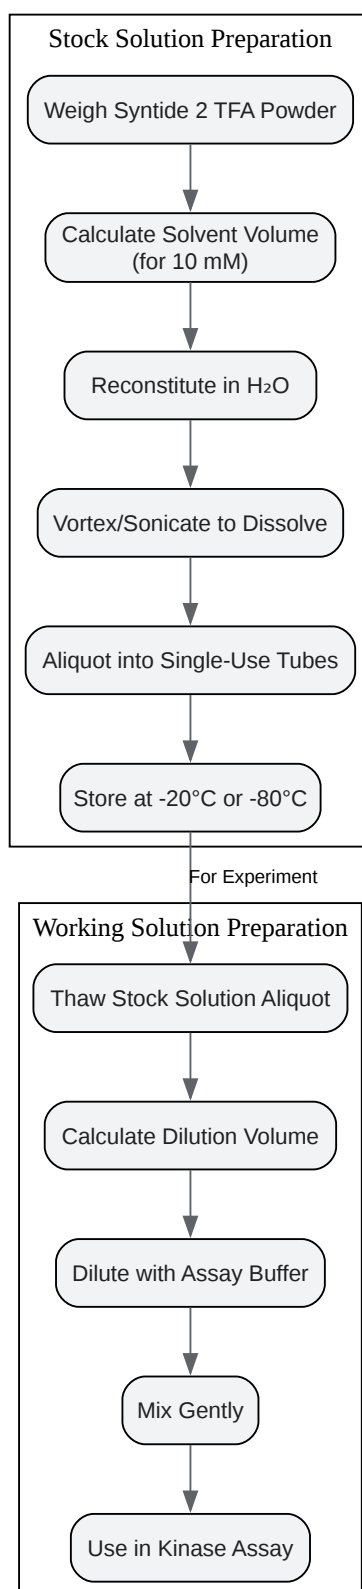 Stock Solution Preparation
Weigh Syntide 2 TFA Powder
Calculate Solvent Volume
(for 10 mM)
Reconstitute in H₂O
Vortex/Sonicate to Dissolve
Aliquot into Single-Use Tubes
Store at -20°C or -80°C
For Experiment
Working Solution Preparation
Thaw Stock Solution Aliquot
Calculate Dilution Volume
Dilute with Assay Buffer
Mix Gently
Use in Kinase Assay